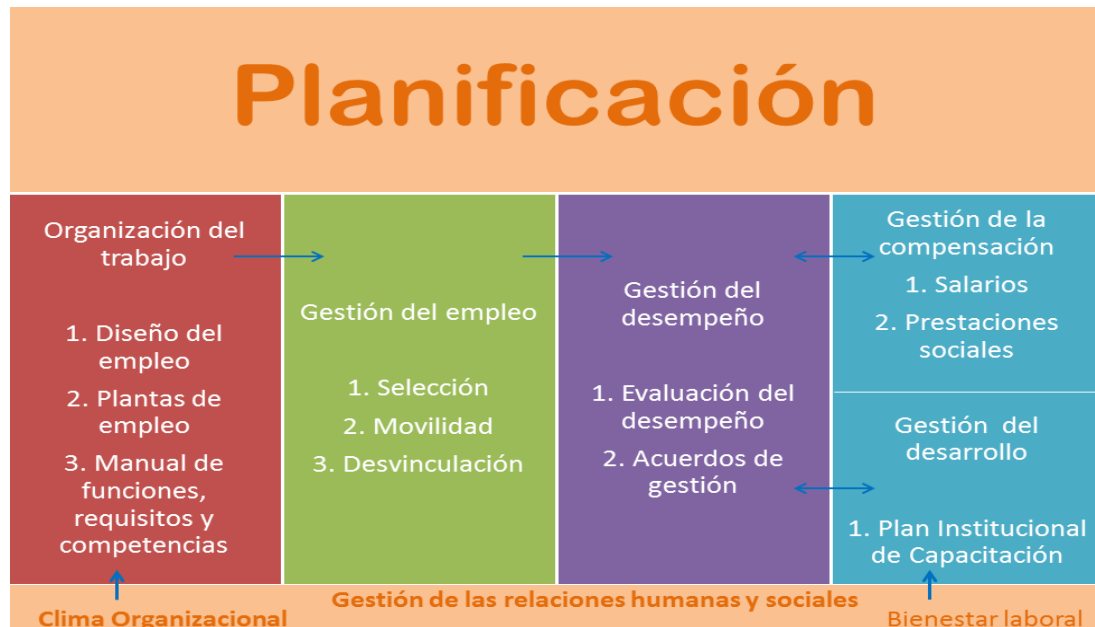 Planificación
Organización del
trabajo
1. Diseño del
empleo
2. Plantas de
empleo
3. Manual de
funciones,
requisitos y
competencias
Gestión del empleo
1. Selección
2. Movilidad
3. Desvinculación
Gestión del
desempeño
1. Evaluación del
desempeño
2. Acuerdos de
gestión
Gestión de la
compensación
1. Salarios
2. Prestaciones
sociales
Gestión del
desarrollo
1. Plan Institucional
de Capacitación
Gestión de las relaciones humanas y sociales
Clima Organizacional
Bienestar laboral